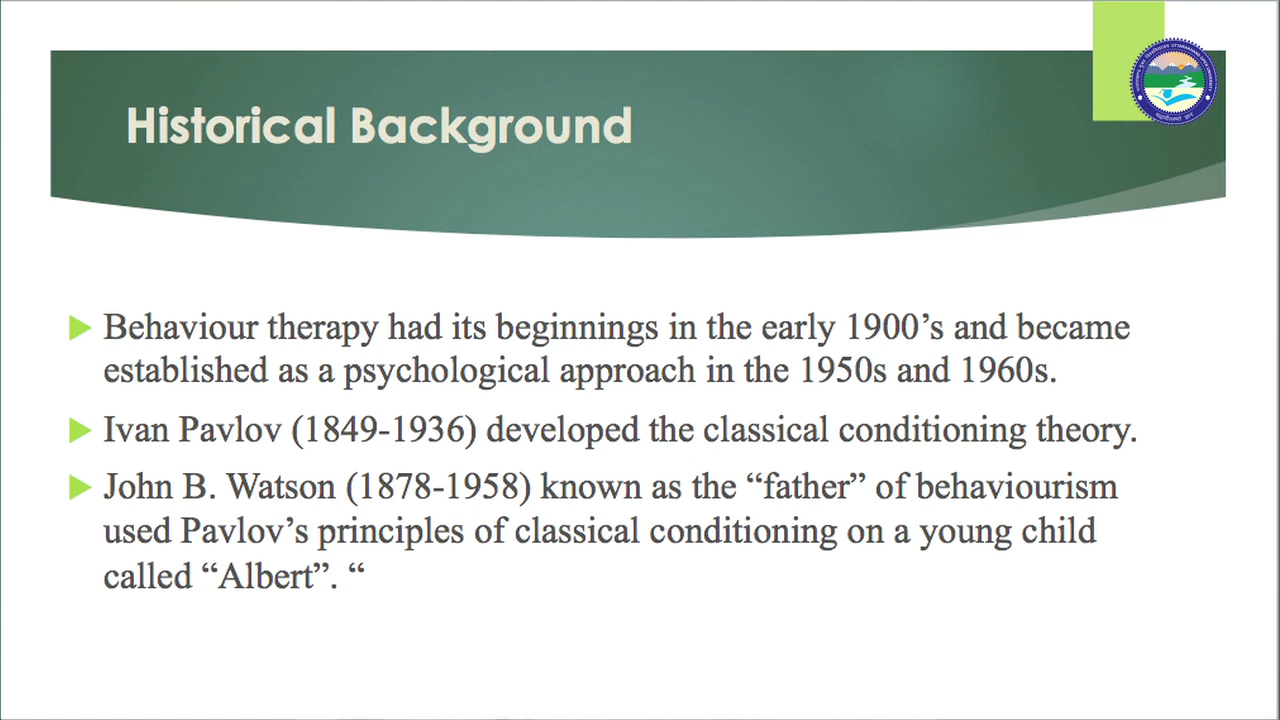 Historical Background
Behaviour therapy had its beginnings in the early 1900’s and became
established as a psychological approach in the 1950s and 1960s.
Ivan Pavlov (1849-1936) developed the classical conditioning theory.
John B. Watson (1878-1958) known as the “father” of behaviourism
used Pavlov’s principles of classical conditioning on a young child
called “Albert”. “